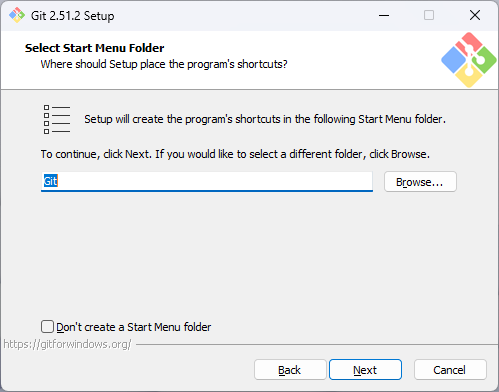 Git 2.51.2 Setup
Select Start Menu Folder
Where should Setup place the program's shortcuts?
Setup will create the program's shortcuts in the following Start Menu folder.
To continue, click Next. If you would like to select a different folder, click Browse.
Git
Browse...
Don't create a Start Menu folder
https://gitforwindows.org/
Back
Next
Cancel